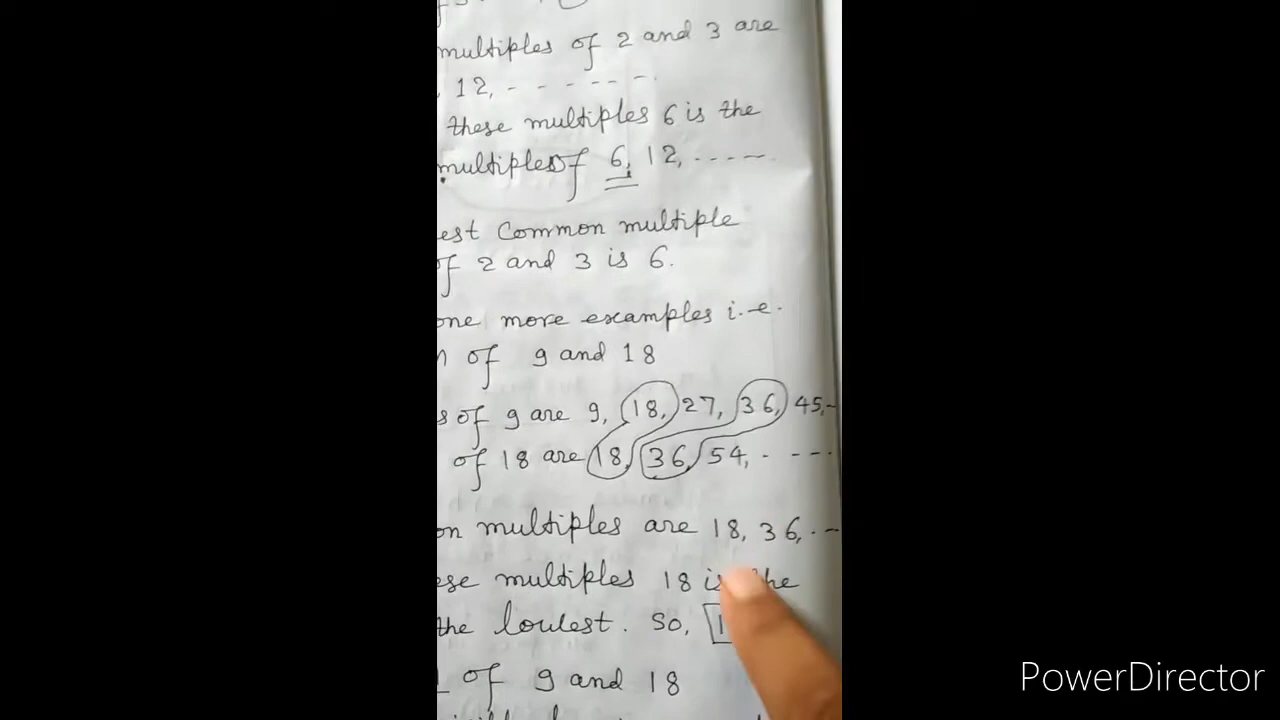 multiples of 2 and 3 are
12, - - - - - -.
these multiples 6 is the
multiples of 6, 12, -----
est Common multiple
of 2 and 3 is 6.
one more examples i.e.
of 9 and 18
s of 9 are 9, 18, 27, 36, 45,-
of 18 are 18, 36, 54, - ---
on multiples are 18, 36, .--
ese multiples 18 is the
the loulest. So,
of 9 and 18
PowerDirector